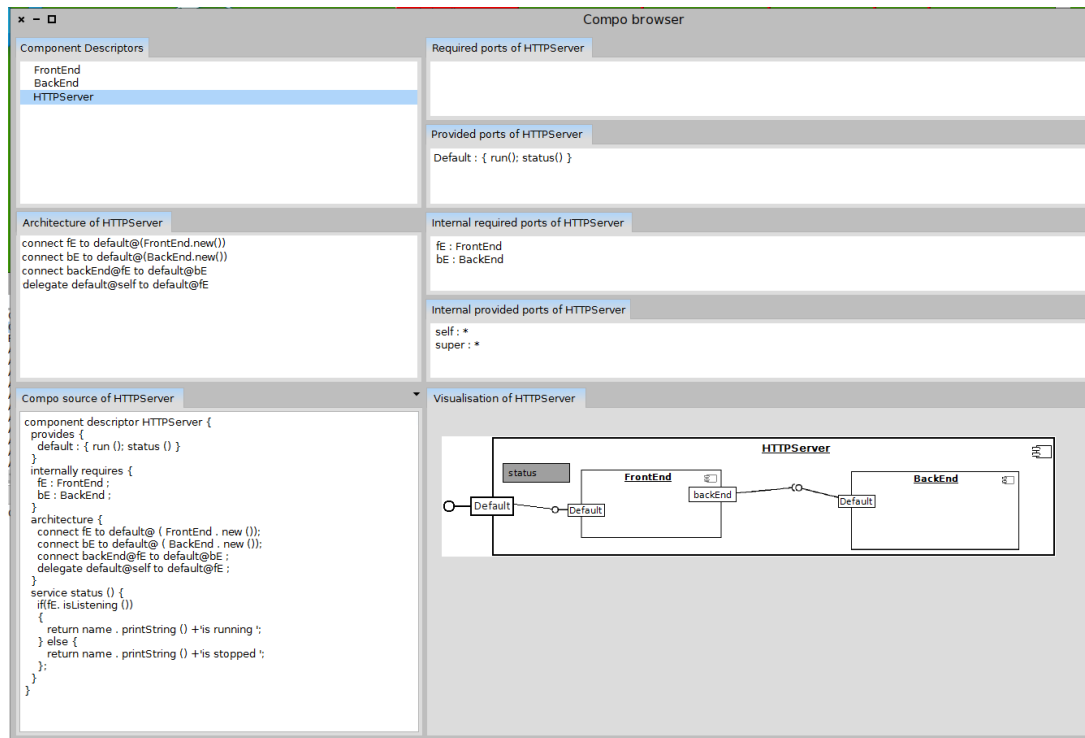 Compo browser
Component Descriptors
FrontEnd
BackEnd
HTTPServer
Required ports of HTTPServer
Provided ports of HTTPServer
Default : { run(); status() }
Architecture of HTTPServer
connect fE to default@(FrontEnd.new())
connect bE to default@(BackEnd.new())
connect backEnd@fE to default@bE
delegate default@self to default@fE
Internal required ports of HTTPServer
fE : FrontEnd
bE : BackEnd
Internal provided ports of HTTPServer
self : *
super : *
Compo source of HTTPServer
component descriptor HTTPServer {
provides {
default : { run (); status () }
}
internally requires {
fE : FrontEnd ;
bE : BackEnd ;
}
architecture {
connect fE to default@ ( FrontEnd . new ());
connect bE to default@ ( BackEnd . new ());
connect backEnd@fE to default@bE ;
delegate default@self to default@fE ;
}
service status () {
if(fE. isListening ())
{
return name . printString () +'is running ';
} else {
return name . printString () +'is stopped ';
};
}
}
Visualisation of HTTPServer
HTTPServer
status
FrontEnd
BackEnd
backEnd
Default
Default
Default